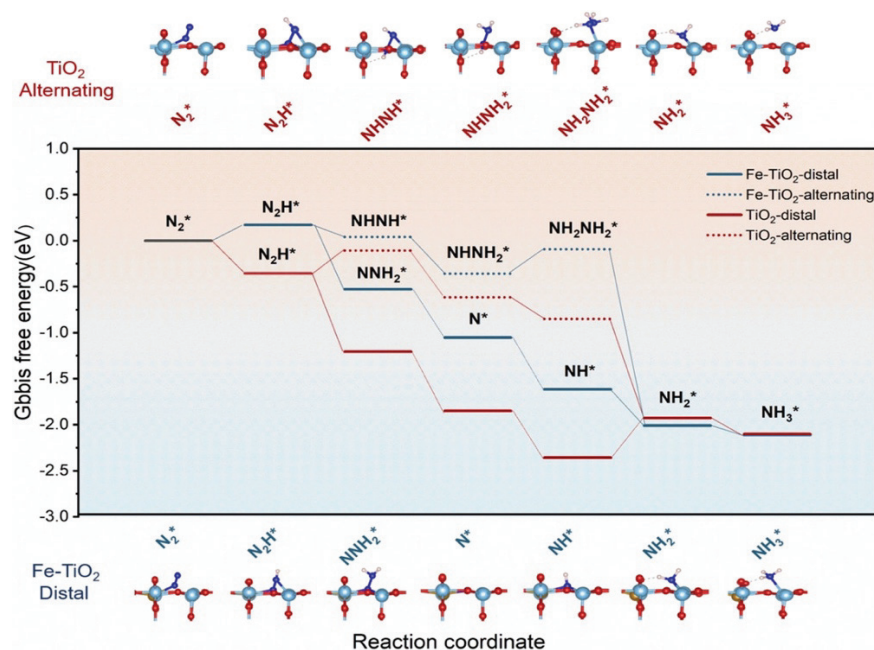 TiO₂
Alternating
N₂*
N₂H*
NHNH*
NHNH₂*
NH₂NH₂*
NH₂*
NH₃*
Gbbis free energy(eV)
1.0
0.5
0.0
-0.5
-1.0
-1.5
-2.0
-2.5
-3.0
Fe-TiO₂-distal
Fe-TiO₂-alternating
TiO₂-distal
TiO₂-alternating
N₂*
N₂H*
N₂H*
NHNH*
NNH₂*
NHNH₂*
N*
NH₂NH₂*
NH*
NH₂*
NH₃*
Fe-TiO₂
Distal
N₂*
N₂H*
NNH₂*
N*
NH*
NH₂*
NH₃*
Reaction coordinate